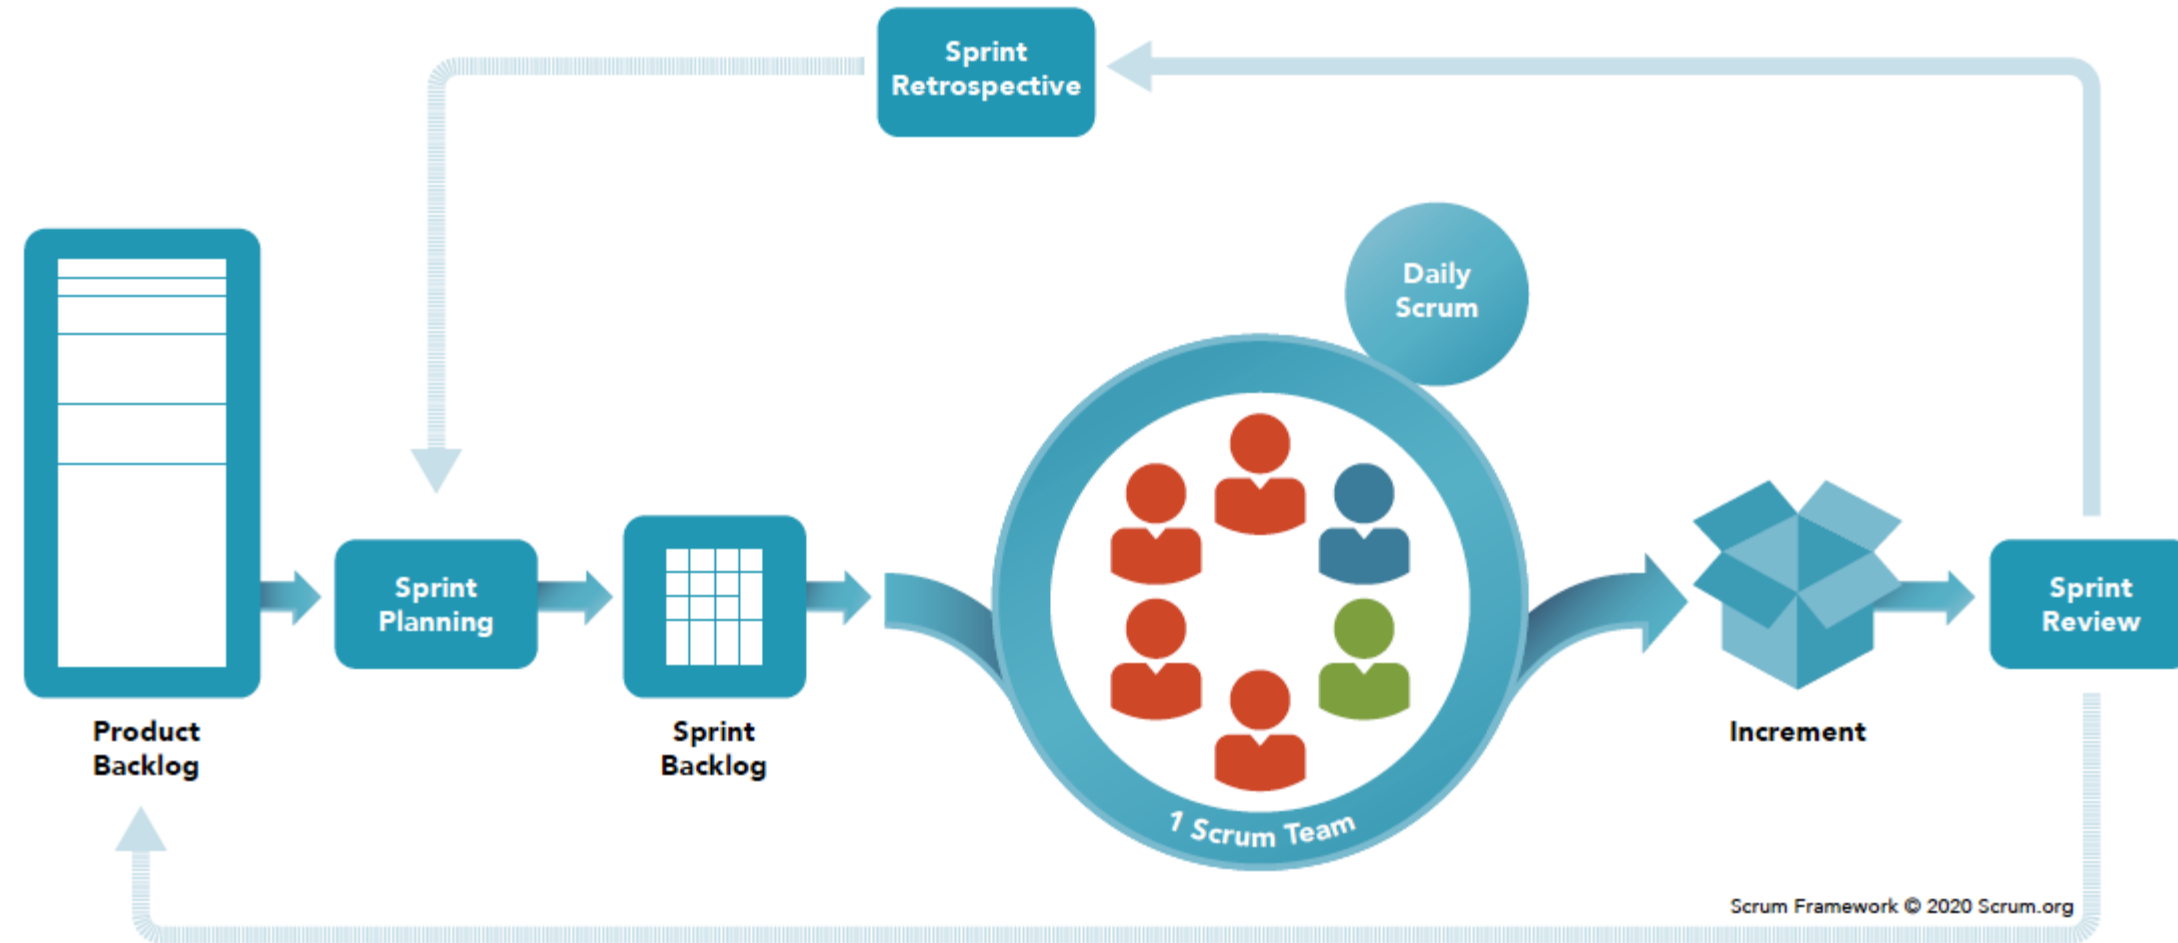 Sprint
Retrospective
Daily
Scrum
Sprint
Planning
Sprint
Review
Product
Backlog
Sprint
Backlog
Increment
1 Scrum Team
Scrum Framework © 2020 Scrum.org